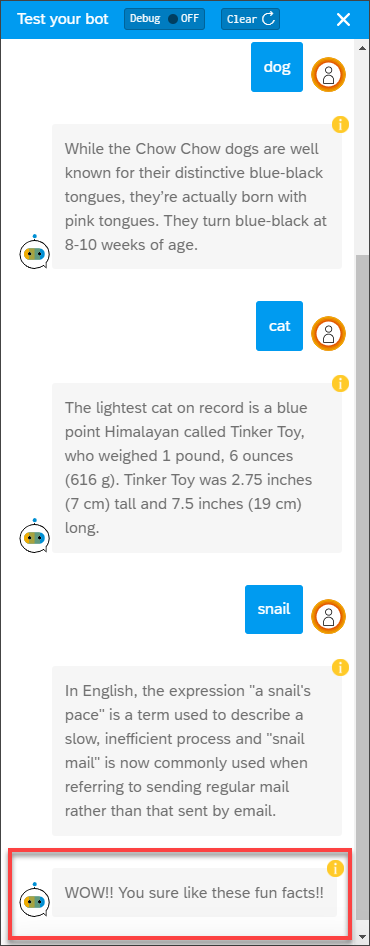 Test your bot Debug OFF Clear
dog
While the Chow Chow dogs are well
known for their distinctive blue-black
tongues, they're actually born with
pink tongues. They turn blue-black at
8-10 weeks of age.
cat
The lightest cat on record is a blue
point Himalayan called Tinker Toy,
who weighed 1 pound, 6 ounces
(616 g). Tinker Toy was 2.75 inches
(7 cm) tall and 7.5 inches (19 cm)
long.
snail
In English, the expression "a snail's
pace" is a term used to describe a
slow, inefficient process and "snail
mail" is now commonly used when
referring to sending regular mail
rather than that sent by email.
WOW!! You sure like these fun facts!!